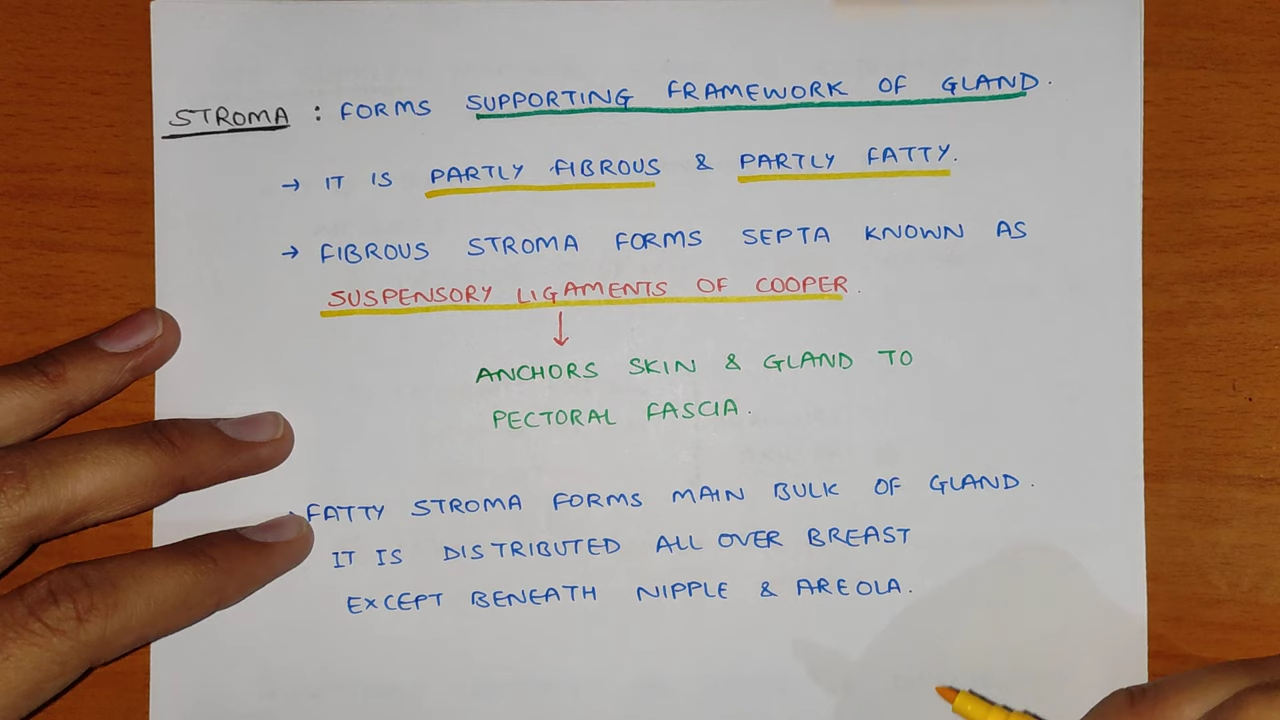 STROMA : FORMS SUPPORTING FRAMEWORK OF GLAND.
→ IT IS PARTLY FIBROUS & PARTLY FATTY.
→ FIBROUS STROMA FORMS SEPTA KNOWN AS
SUSPENSORY LIGAMENTS OF COOPER.
↓
ANCHORS SKIN & GLAND TO
PECTORAL FASCIA.
FATTY STROMA FORMS MAIN BULK OF GLAND.
IT IS DISTRIBUTED ALL OVER BREAST
EXCEPT BENEATH NIPPLE & AREOLA.